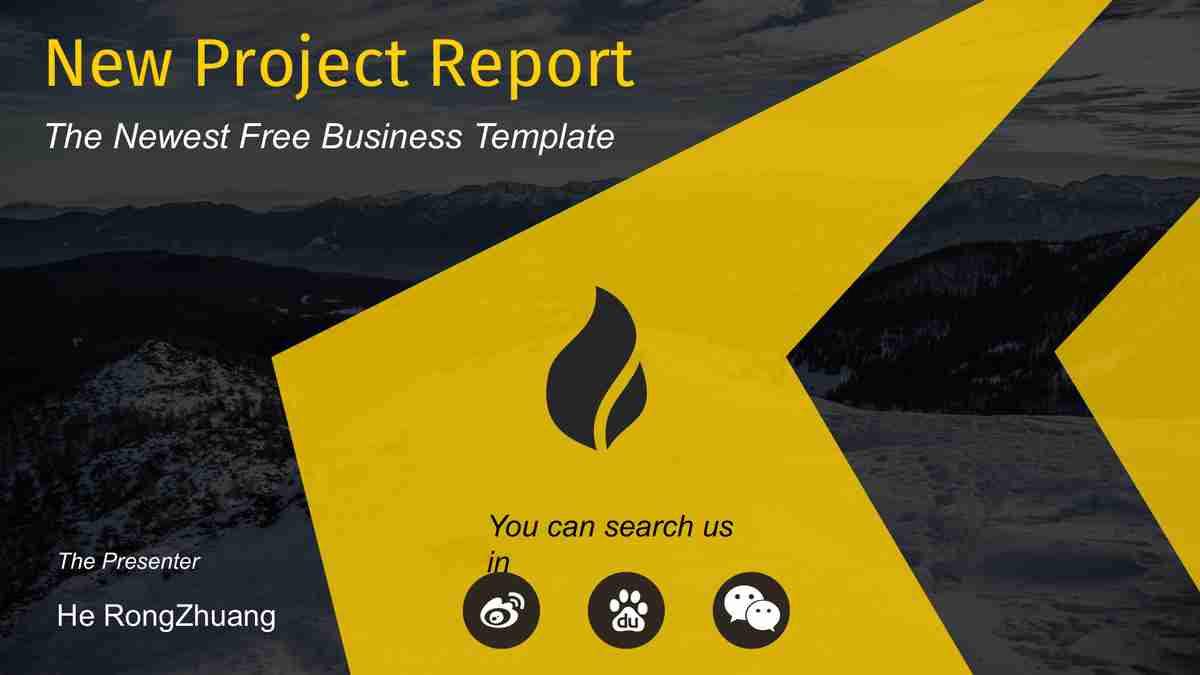 New Project Report
The Newest Free Business Template
You can search us
in
The Presenter
He RongZhuang
du